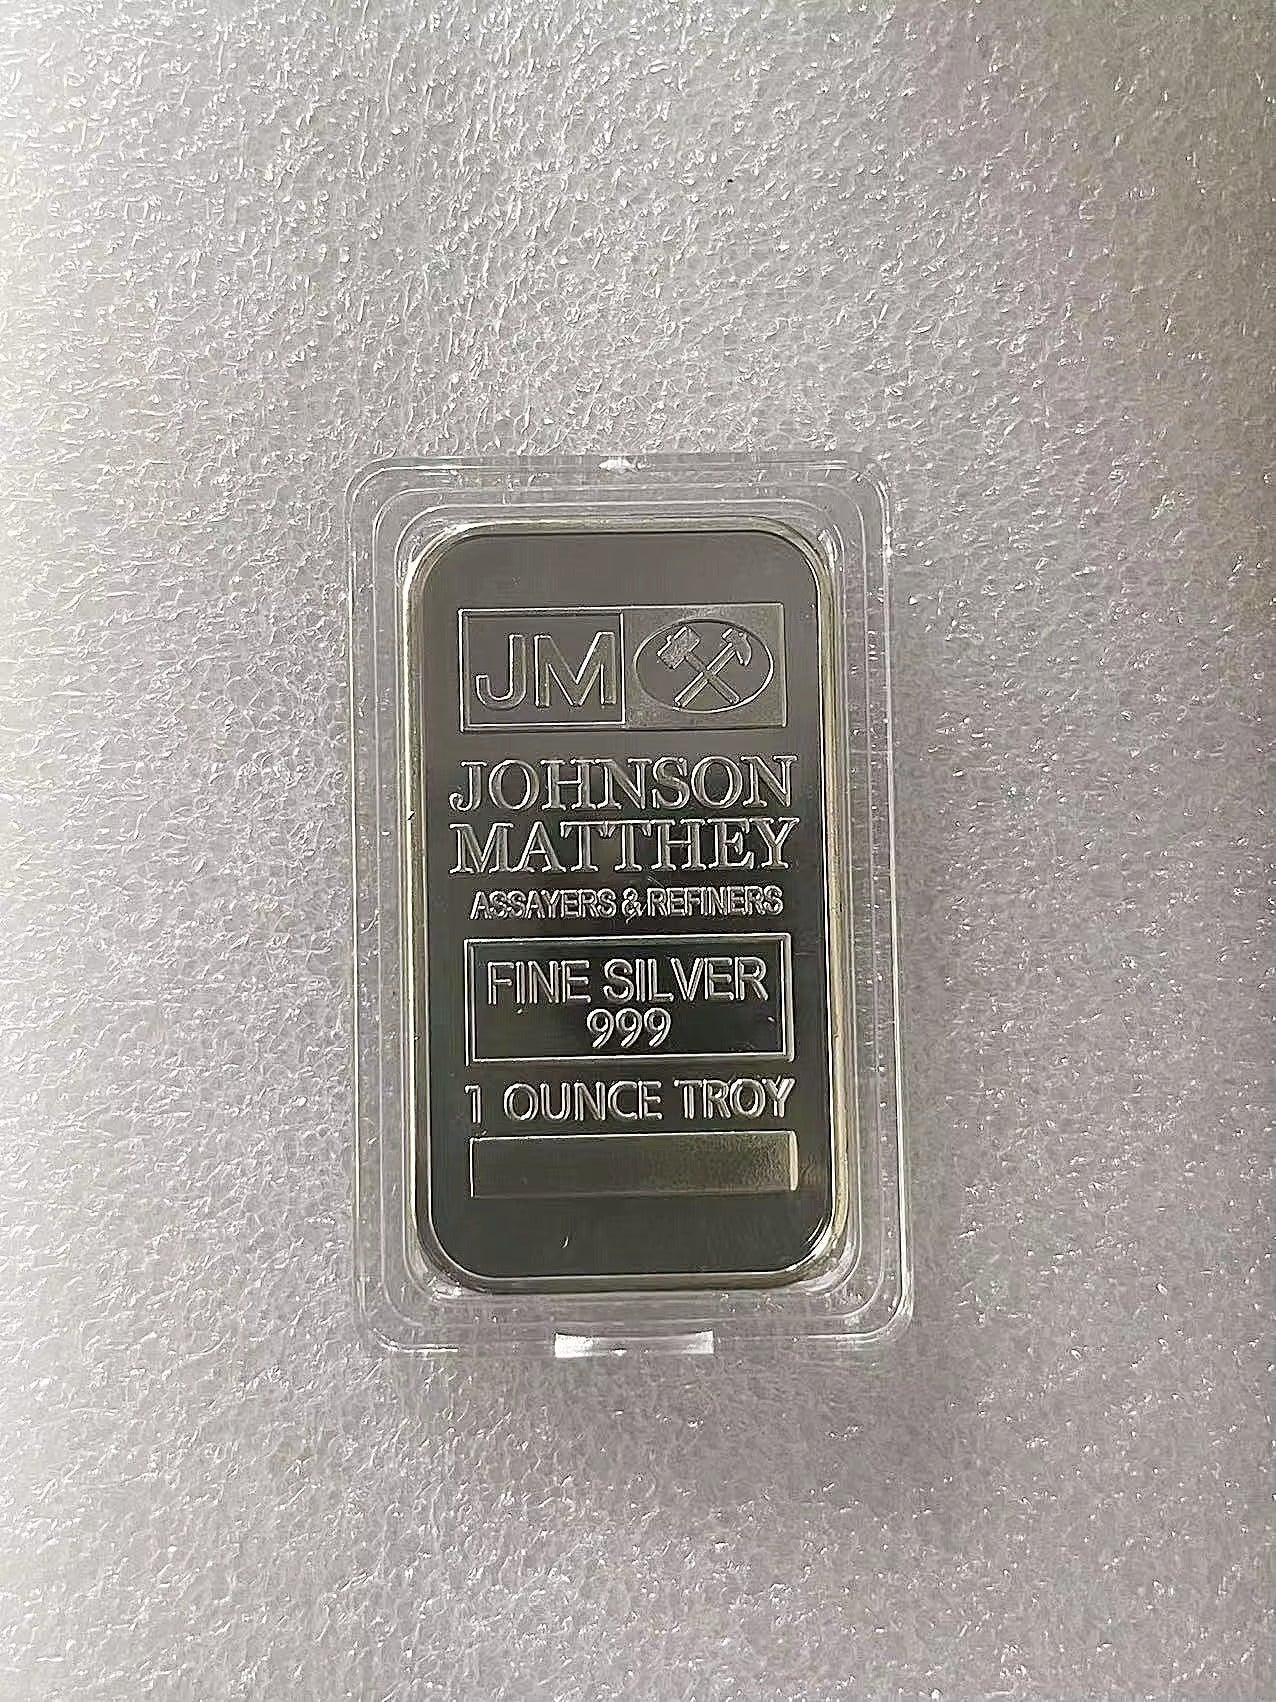 JM
JOHNSON
MATTHEY
ASSAYERS & REFINERS
FINE SILVER
999
1 OUNCE TROY